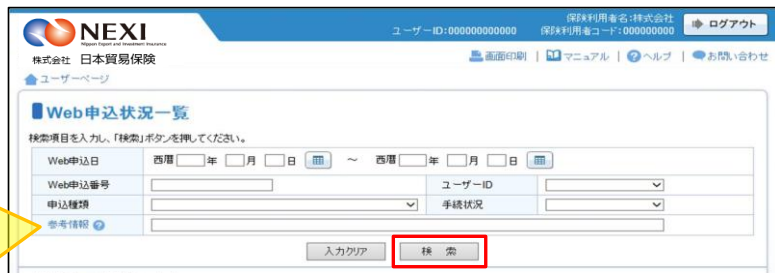 NEXI
Nippon Export and Investment Insurance
株式会社 日本貿易保険
ユーザーID:000000000000
保険利用者名:株式会社
保険利用者コード:000000000
ログアウト
画面印刷 | マニュアル | ヘルプ | お問い合わせ
ユーザーページ
Web申込状況一覧
検索項目を入力し、「検索」ボタンを押してください。
Web申込日 西暦 年 月 日 ～ 西暦 年 月 日
Web申込番号 ユーザーID
申込種類 手続状況
参考情報 ?
入力クリア 検 索